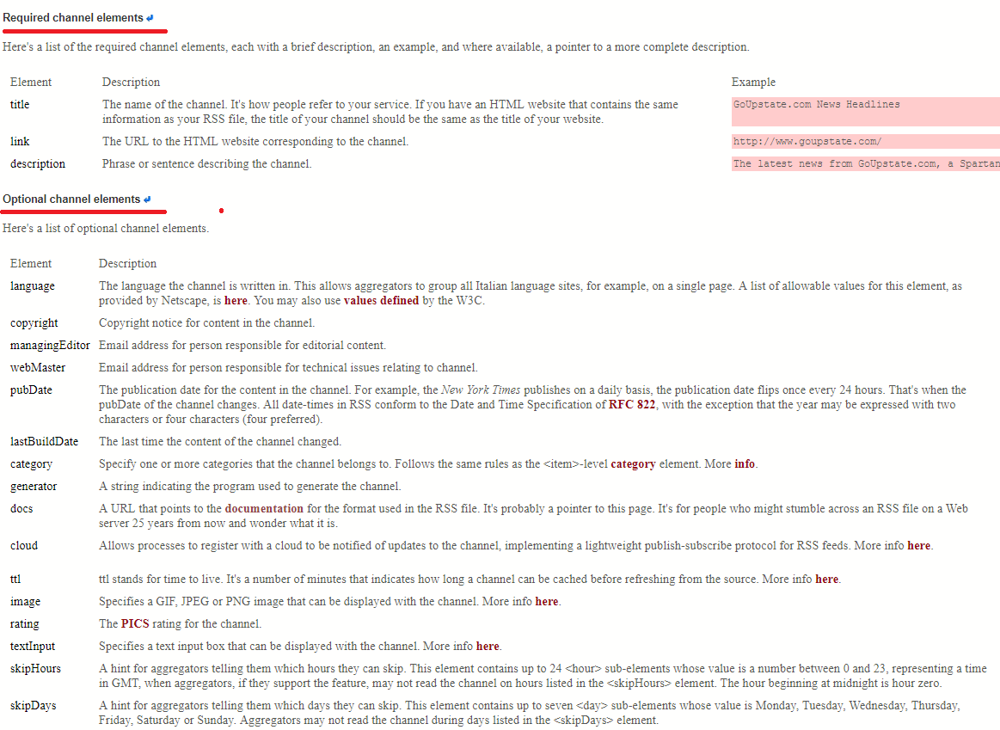 Required channel elements
Here's a list of the required channel elements, each with a brief description, an example, and where available, a pointer to a more complete description.
Element Description Example
title The name of the channel. It's how people refer to your service. If you have an HTML website that contains the same GoUpstate.com News Headlines
information as your RSS file, the title of your channel should be the same as the title of your website.
link The URL to the HTML website corresponding to the channel. http://www.goupstate.com/
description Phrase or sentence describing the channel. The latest news from GoUpstate.com, a Spartan
Optional channel elements
Here's a list of optional channel elements.
Element Description
language The language the channel is written in. This allows aggregators to group all Italian language sites, for example, on a single page. A list of allowable values for this element, as
provided by Netscape, is here. You may also use values defined by the W3C.
copyright Copyright notice for content in the channel.
managingEditor Email address for person responsible for editorial content.
webMaster Email address for person responsible for technical issues relating to channel.
pubDate The publication date for the content in the channel. For example, the New York Times publishes on a daily basis, the publication date flips once every 24 hours. That's when the
pubDate of the channel changes. All date-times in RSS conform to the Date and Time Specification of RFC 822, with the exception that the year may be expressed with two
characters or four characters (four preferred).
lastBuildDate The last time the content of the channel changed.
category Specify one or more categories that the channel belongs to. Follows the same rules as the <item>-level category element. More info.
generator A string indicating the program used to generate the channel.
docs A URL that points to the documentation for the format used in the RSS file. It's probably a pointer to this page. It's for people who might stumble across an RSS file on a Web
server 25 years from now and wonder what it is.
cloud Allows processes to register with a cloud to be notified of updates to the channel, implementing a lightweight publish-subscribe protocol for RSS feeds. More info here.
ttl ttl stands for time to live. It's a number of minutes that indicates how long a channel can be cached before refreshing from the source. More info here.
image Specifies a GIF, JPEG or PNG image that can be displayed with the channel. More info here.
rating The PICS rating for the channel.
textInput Specifies a text input box that can be displayed with the channel. More info here.
skipHours A hint for aggregators telling them which hours they can skip. This element contains up to 24 <hour> sub-elements whose value is a number between 0 and 23, representing a time
in GMT, when aggregators, if they support the feature, may not read the channel on hours listed in the <skipHours> element. The hour beginning at midnight is hour zero.
skipDays A hint for aggregators telling them which days they can skip. This element contains up to seven <day> sub-elements whose value is Monday, Tuesday, Wednesday, Thursday,
Friday, Saturday or Sunday. Aggregators may not read the channel during days listed in the <skipDays> element.